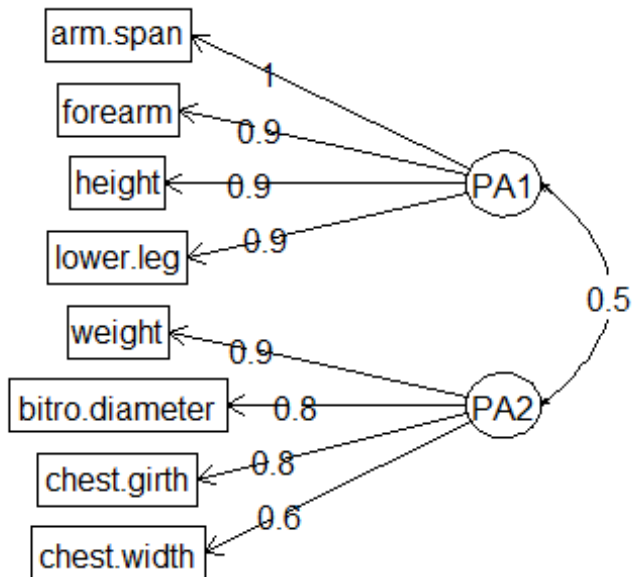 arm.span
1
forearm
0.9
height
0.9
PA1
lower.leg
0.9
0.5
weight
0.9
bitro.diameter
0.8
PA2
chest.girth
0.8
chest.width
0.6